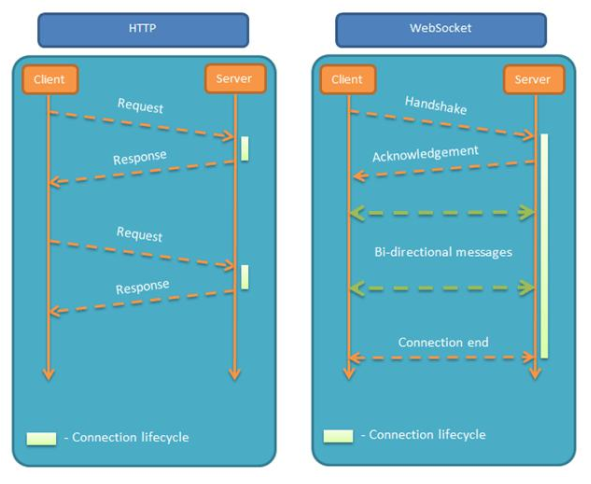 HTTP
Client
Server
Request
Response
Request
Response
- Connection lifecycle
WebSocket
Client
Server
Handshake
Acknowledgement
Bi-directional messages
Connection end
- Connection lifecycle